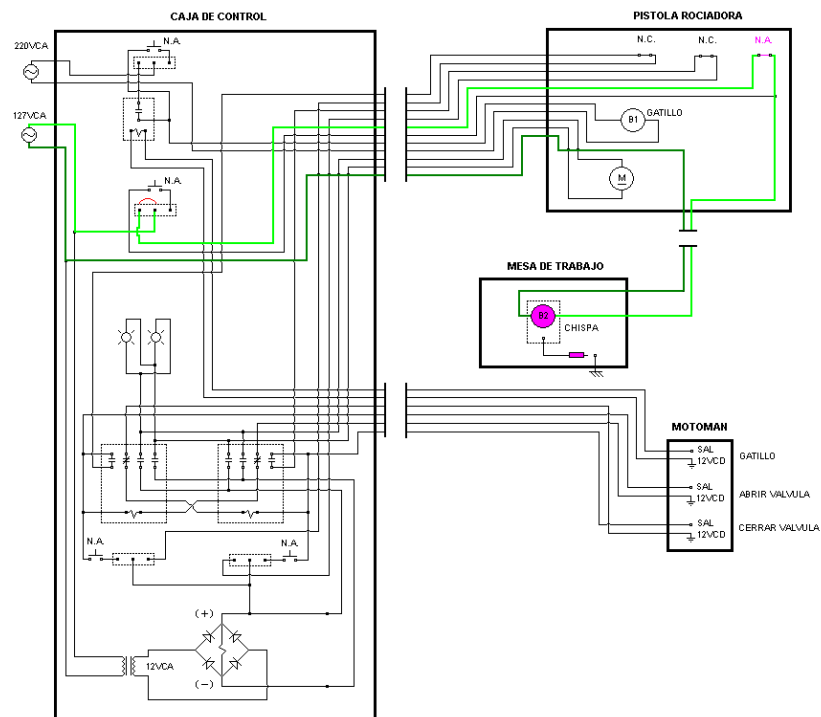 CAJA DE CONTROL
PISTOLA ROCIADORA
N.A.
N.C.
N.C.
N.A.
220VCA
127VCA
B1
GATILLO
M
N.A.
MESA DE TRABAJO
B2
CHISPA
MOTOMAN
SAL
12VCD
GATILLO
SAL
12VCD
ABRIR VALVULA
SAL
12VCD
CERRAR VALVULA
N.A.
N.A.
(+)
12VCA
(-)